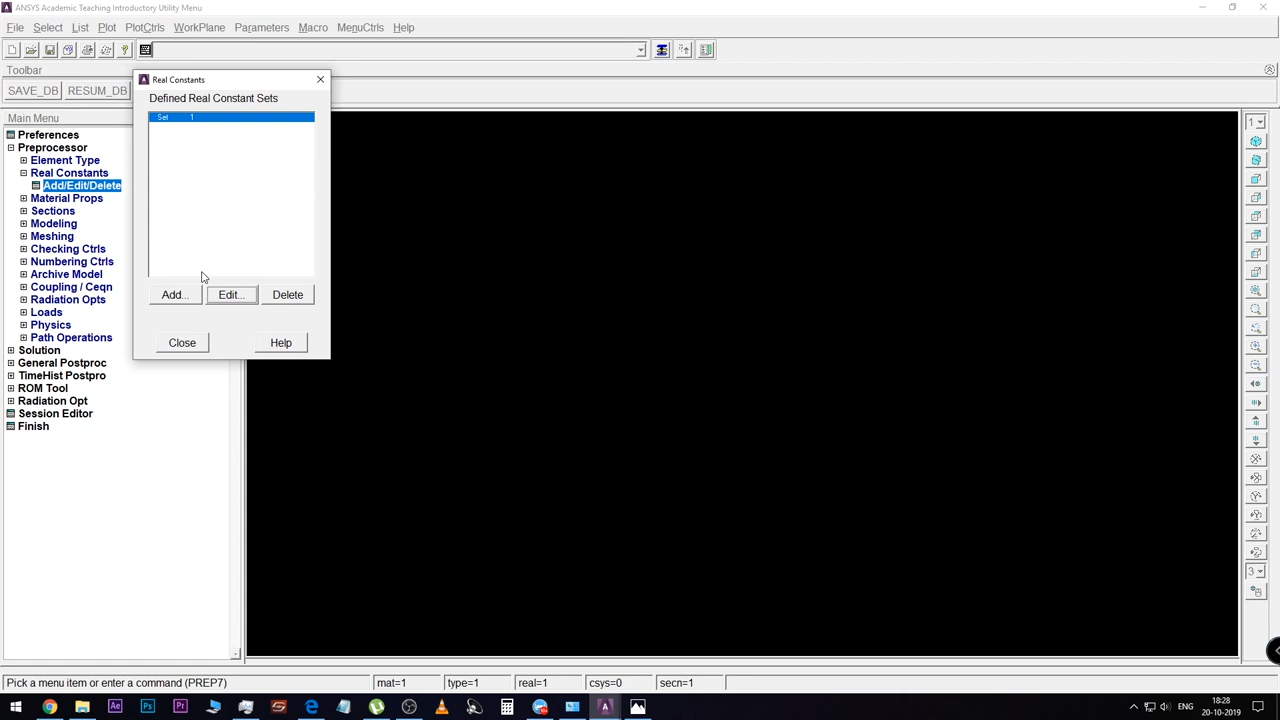 ANSYS Academic Teaching Introductory Utility Menu
File Select List Plot PlotCtrls WorkPlane Parameters Macro MenuCtrls Help
Toolbar
SAVE_DB RESUM_DB
Main Menu
Preferences
Preprocessor
Element Type
Real Constants
Add/Edit/Delete
Material Props
Sections
Modeling
Meshing
Checking Ctrls
Numbering Ctrls
Archive Model
Coupling / Ceqn
Radiation Opts
Loads
Physics
Path Operations
Solution
General Postproc
TimeHist Postpro
ROM Tool
Radiation Opt
Session Editor
Finish
Real Constants
Defined Real Constant Sets
Set 1
Add... Edit... Delete
Close Help
1
3
Pick a menu item or enter a command (PREP7) mat=1 type=1 real=1 csys=0 secn=1
Ae Ps Pr
ENG
18:28
20-10-2019